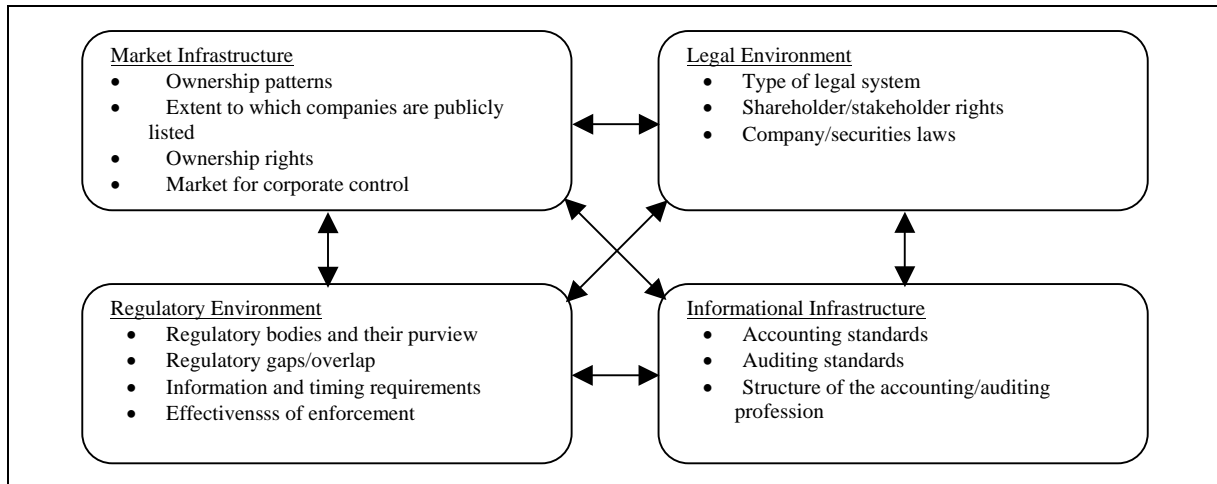 Market Infrastructure
• Ownership patterns
• Extent to which companies are publicly
listed
• Ownership rights
• Market for corporate control
Legal Environment
• Type of legal system
• Shareholder/stakeholder rights
• Company/securities laws
Regulatory Environment
• Regulatory bodies and their purview
• Regulatory gaps/overlap
• Information and timing requirements
• Effectivensss of enforcement
Informational Infrastructure
• Accounting standards
• Auditing standards
• Structure of the accounting/auditing
profession